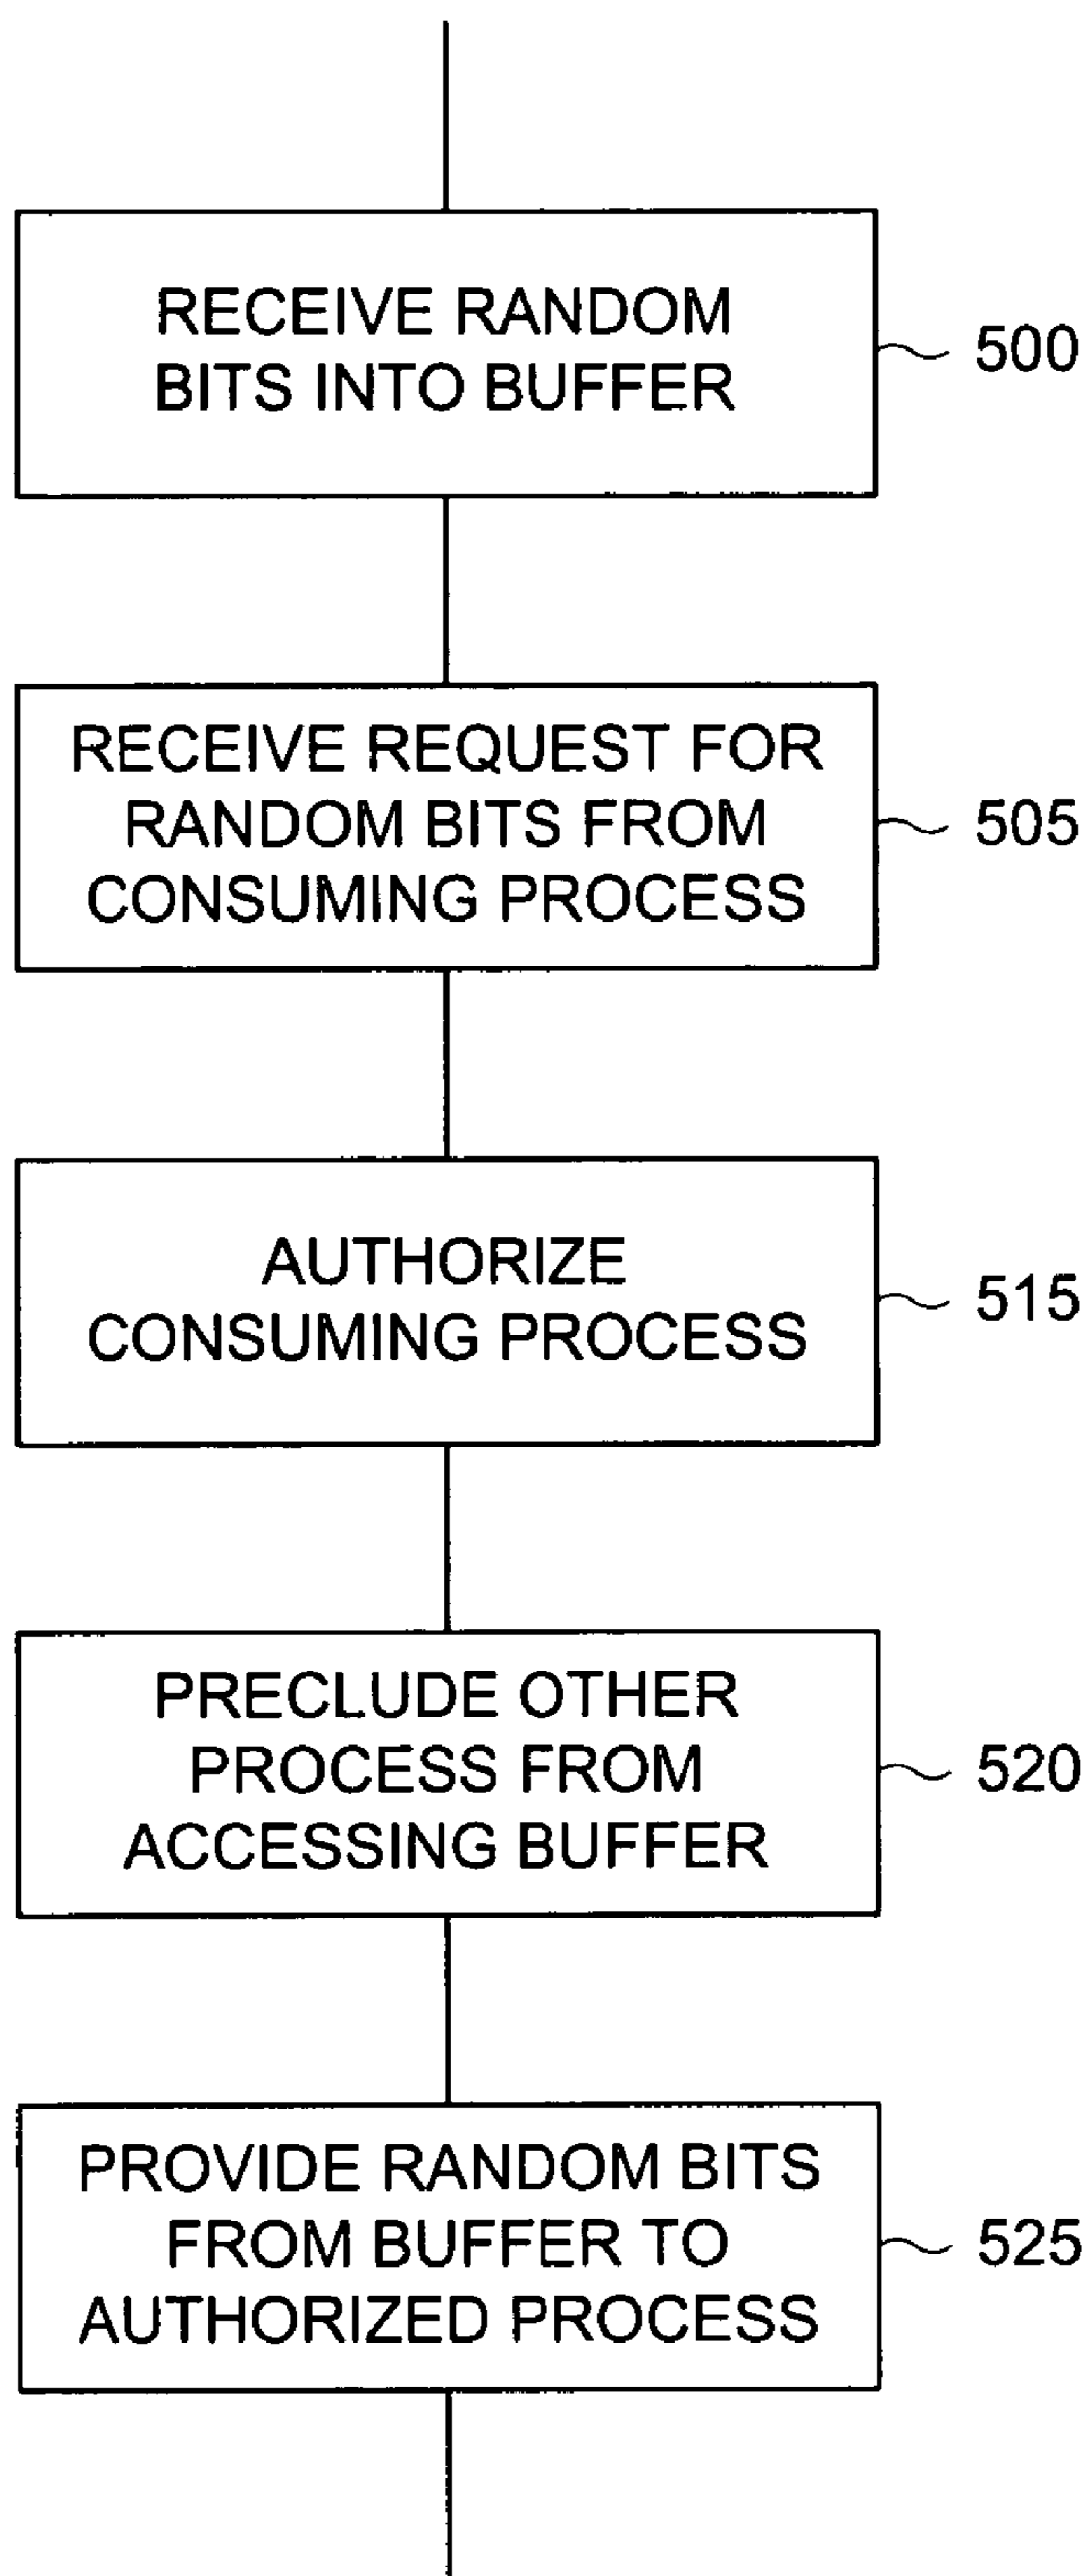 RECEIVE RANDOM
BITS INTO BUFFER
500
RECEIVE REQUEST FOR
RANDOM BITS FROM
CONSUMING PROCESS
505
AUTHORIZE
CONSUMING PROCESS
515
PRECLUDE OTHER
PROCESS FROM
ACCESSING BUFFER
520
PROVIDE RANDOM BITS
FROM BUFFER TO
AUTHORIZED PROCESS
525